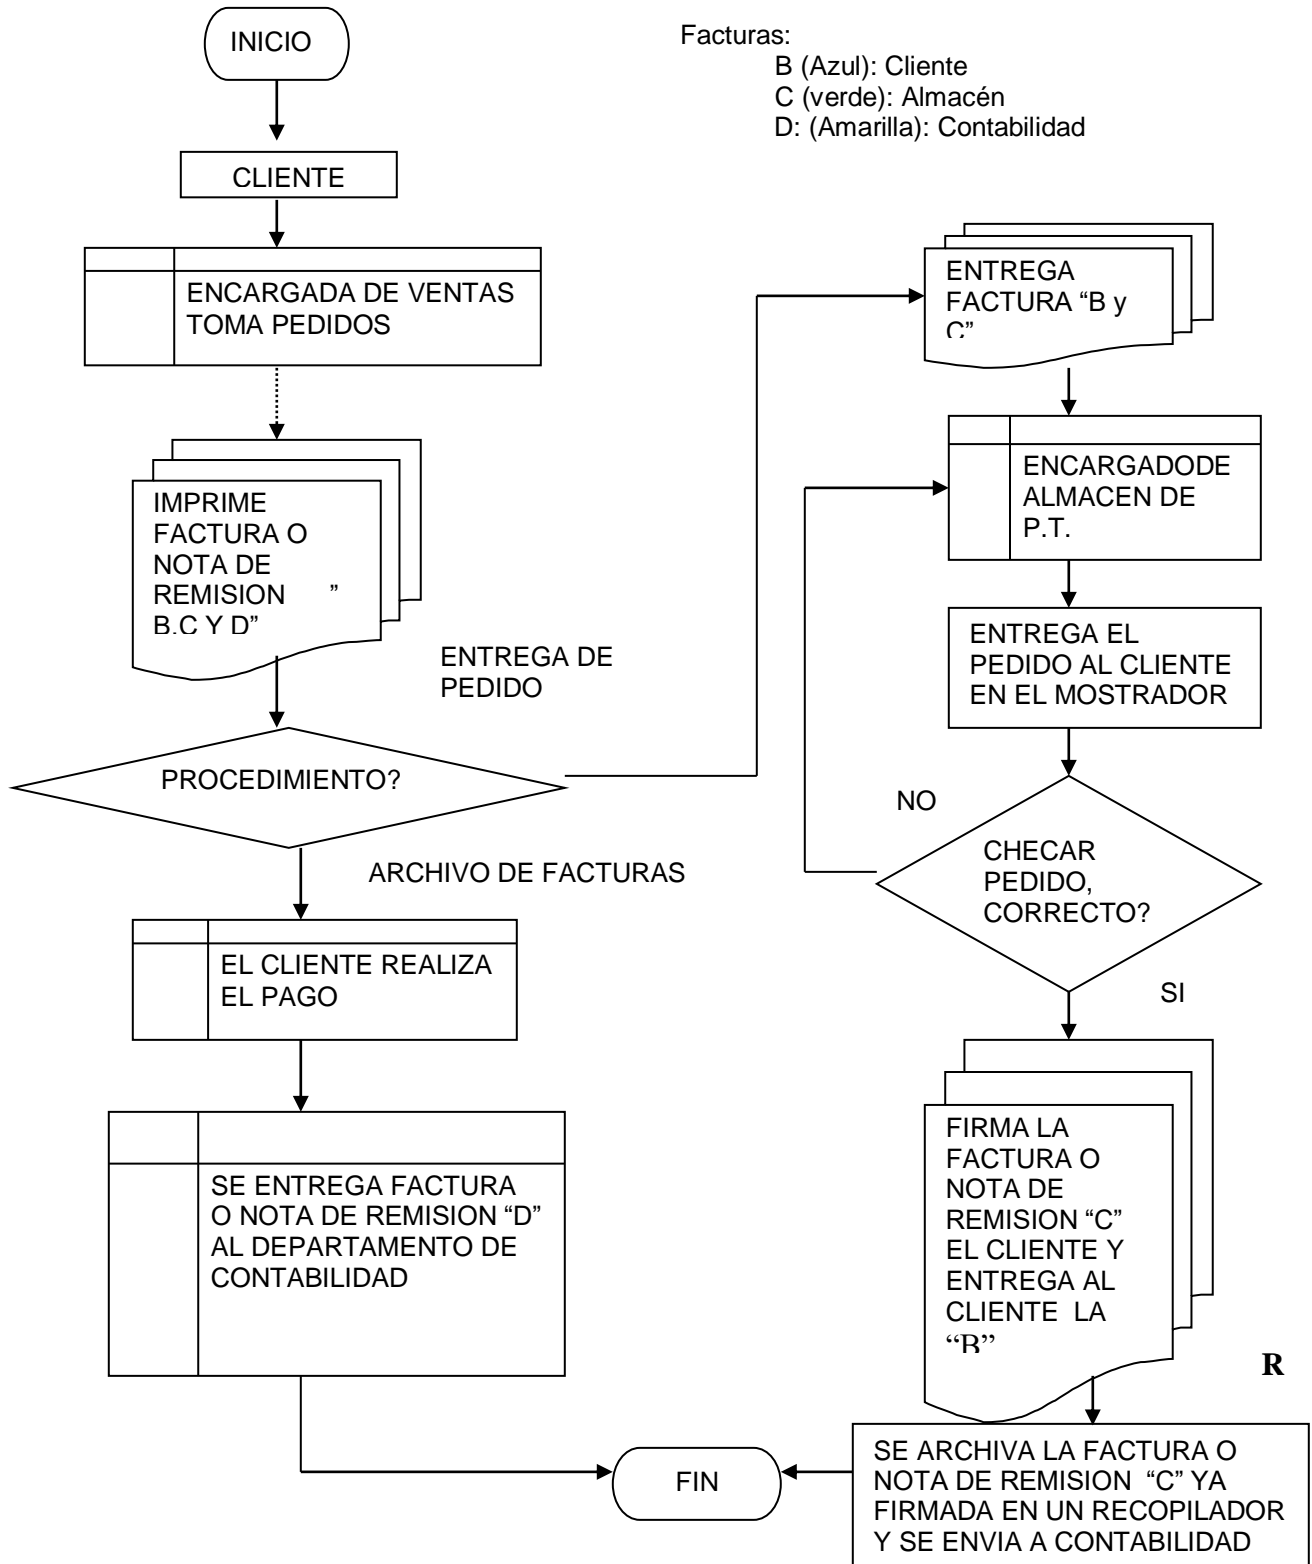 INICIO
Facturas:
B (Azul): Cliente
C (verde): Almacén
D: (Amarilla): Contabilidad
CLIENTE
ENCARGADA DE VENTAS
TOMA PEDIDOS
IMPRIME
FACTURA O
NOTA DE
REMISION ”
B.C Y D”
ENTREGA DE
PEDIDO
PROCEDIMIENTO?
ARCHIVO DE FACTURAS
EL CLIENTE REALIZA
EL PAGO
SE ENTREGA FACTURA
O NOTA DE REMISION “D”
AL DEPARTAMENTO DE
CONTABILIDAD
ENTREGA
FACTURA “B y
C”
ENCARGADODE
ALMACEN DE
P.T.
ENTREGA EL
PEDIDO AL CLIENTE
EN EL MOSTRADOR
NO
CHECAR
PEDIDO,
CORRECTO?
SI
FIRMA LA
FACTURA O
NOTA DE
REMISION “C”
EL CLIENTE Y
ENTREGA AL
CLIENTE LA
“B”
R
SE ARCHIVA LA FACTURA O
NOTA DE REMISION “C” YA
FIRMADA EN UN RECOPILADOR
Y SE ENVIA A CONTABILIDAD
FIN